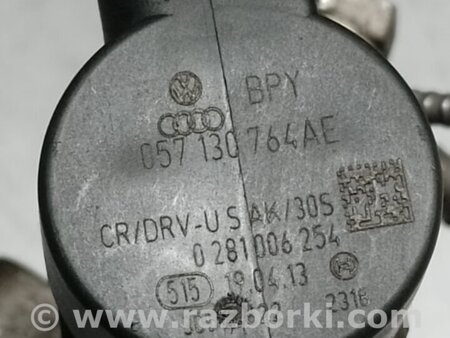 BPY
057 130 764AE
CR/DRV-U SAK/30S
0 281 006 254
515 19.04.13
2316
© www.razborki.com